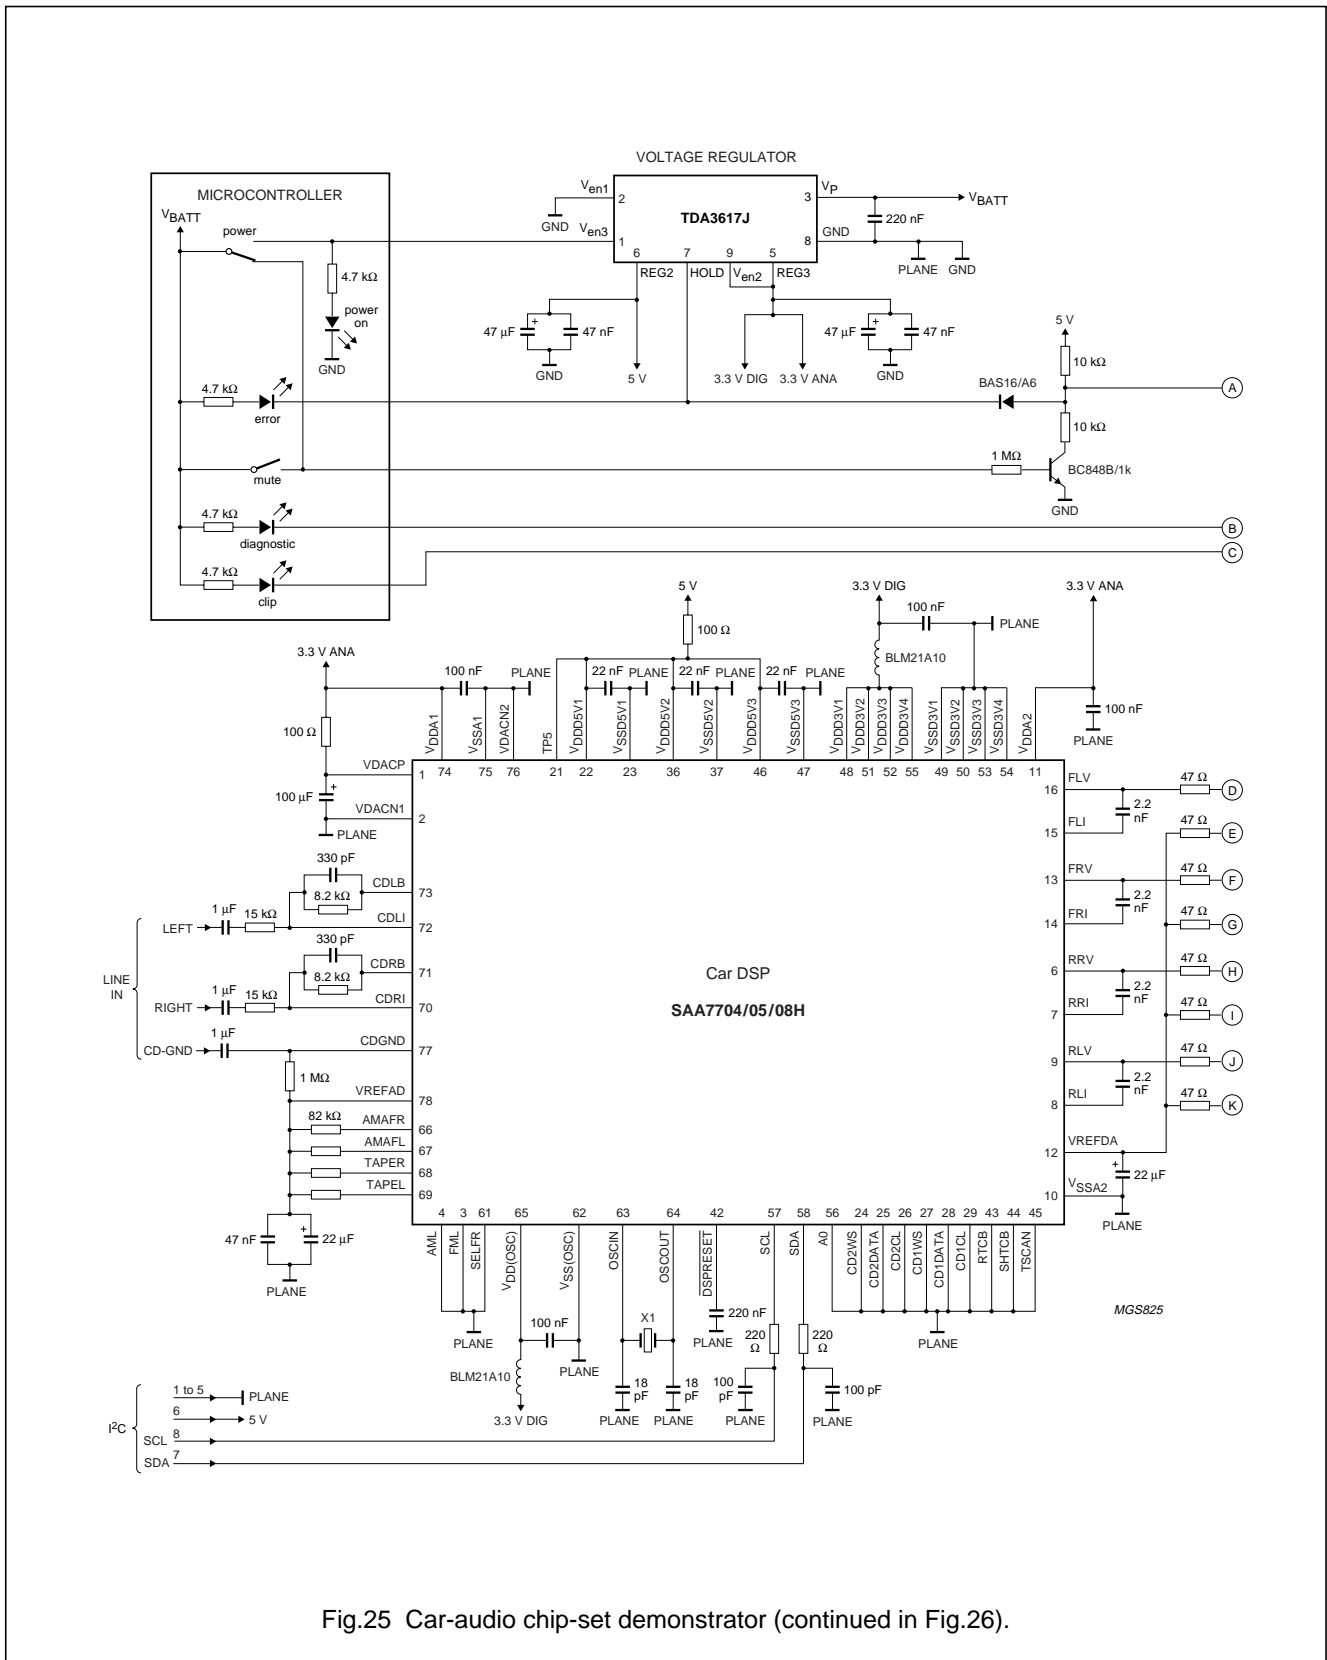 VOLTAGE REGULATOR
MICROCONTROLLER
VBATT
power
4.7 kΩ
power
on
GND
4.7 kΩ
error
mute
4.7 kΩ
diagnostic
4.7 kΩ
clip
Ven1
2
GND
Ven3
1
TDA3617J
3
VP
VBATT
220 nF
8
GND
PLANE
GND
6
7
9
5
REG2
HOLD
Ven2
REG3
47 μF
+
47 nF
GND
5 V
3.3 V DIG
3.3 V ANA
47 μF
+
47 nF
GND
5 V
10 kΩ
BAS16/A6
A
10 kΩ
1 MΩ
BC848B/1k
GND
B
C
3.3 V ANA
100 nF
PLANE
5 V
100 Ω
22 nF
PLANE
22 nF
PLANE
22 nF
PLANE
3.3 V DIG
100 nF
PLANE
BLM21A10
3.3 V ANA
100 nF
PLANE
100 Ω
VDDA1
VSSA1
VDACN2
TP5
VDDD5V1
VSSD5V1
VDDD5V2
VSSD5V2
VDDD5V3
VSSD5V3
VDDD3V1
VDDD3V2
VDDD3V3
VDDD3V4
VSSD3V1
VSSD3V2
VSSD3V3
VSSD3V4
VDDA2
74
75
76
21
22
23
36
37
46
47
48
51
52
55
49
50
53
54
11
VDACP
1
100 μF
+
VDACN1
2
PLANE
330 pF
CDLB
73
8.2 kΩ
1 μF
15 kΩ
CDLI
LEFT
72
330 pF
CDRB
71
8.2 kΩ
LINE
IN
1 μF
15 kΩ
CDRI
RIGHT
70
1 μF
CDGND
CD-GND
77
1 MΩ
VREFAD
78
82 kΩ
AMAFR
66
AMAFL
67
TAPER
68
TAPEL
69
47 nF
+
22 μF
PLANE
Car DSP
SAA7704/05/08H
16
FLV
47 Ω
D
2.2
nF
47 Ω
E
15
FLI
13
FRV
47 Ω
F
2.2
nF
47 Ω
G
14
FRI
6
RRV
47 Ω
H
2.2
nF
47 Ω
I
7
RRI
9
RLV
47 Ω
J
2.2
nF
47 Ω
K
8
RLI
12
VREFDA
+
22 μF
10
VSSA2
PLANE
4
3
61
65
62
63
64
42
57
58
56
24
25
26
27
28
29
43
44
45
AML
FML
SELFR
VDD(OSC)
VSS(OSC)
OSCIN
OSCOUT
DSPRESET
SCL
SDA
A0
CD2WS
CD2DATA
CD2CL
CD1WS
CD1DATA
CD1CL
RTCB
SHTCB
TSCAN
PLANE
100 nF
PLANE
X1
220 nF
PLANE
220
Ω
220
Ω
PLANE
MGS825
BLM21A10
3.3 V DIG
18
pF
PLANE
18
pF
PLANE
100
pF
PLANE
100 pF
PLANE
I2C
1 to 5
PLANE
6
5 V
SCL
8
SDA
7
Fig.25 Car-audio chip-set demonstrator (continued in Fig.26).